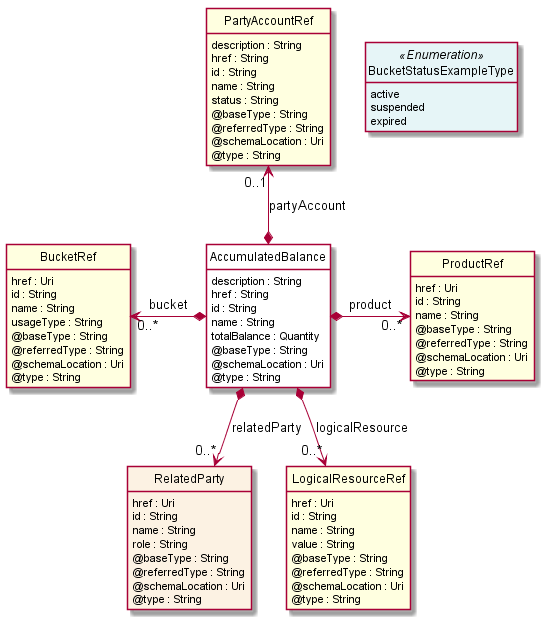 PartyAccountRef
description : String
href : String
id : String
name : String
status : String
@baseType : String
@referredType : String
@schemaLocation : Uri
@type : String
«Enumeration»
BucketStatusExampleType
active
suspended
expired
0..1
partyAccount
BucketRef
href : Uri
id : String
name : String
usageType : String
@baseType : String
@referredType : String
@schemaLocation : Uri
@type : String
bucket
0..*
AccumulatedBalance
description : String
href : String
id : String
name : String
totalBalance : Quantity
@baseType : String
@schemaLocation : Uri
@type : String
product
0..*
ProductRef
href : Uri
id : String
name : String
@baseType : String
@referredType : String
@schemaLocation : Uri
@type : String
relatedParty
0..*
logicalResource
0..*
RelatedParty
href : Uri
id : String
name : String
role : String
@baseType : String
@referredType : String
@schemaLocation : Uri
@type : String
LogicalResourceRef
href : Uri
id : String
name : String
value : String
@baseType : String
@referredType : String
@schemaLocation : Uri
@type : String